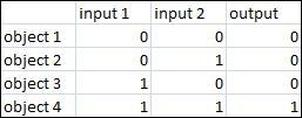 input 1 input 2 output
object 1 0 0 0
object 2 0 1 0
object 3 1 0 0
object 4 1 1 1